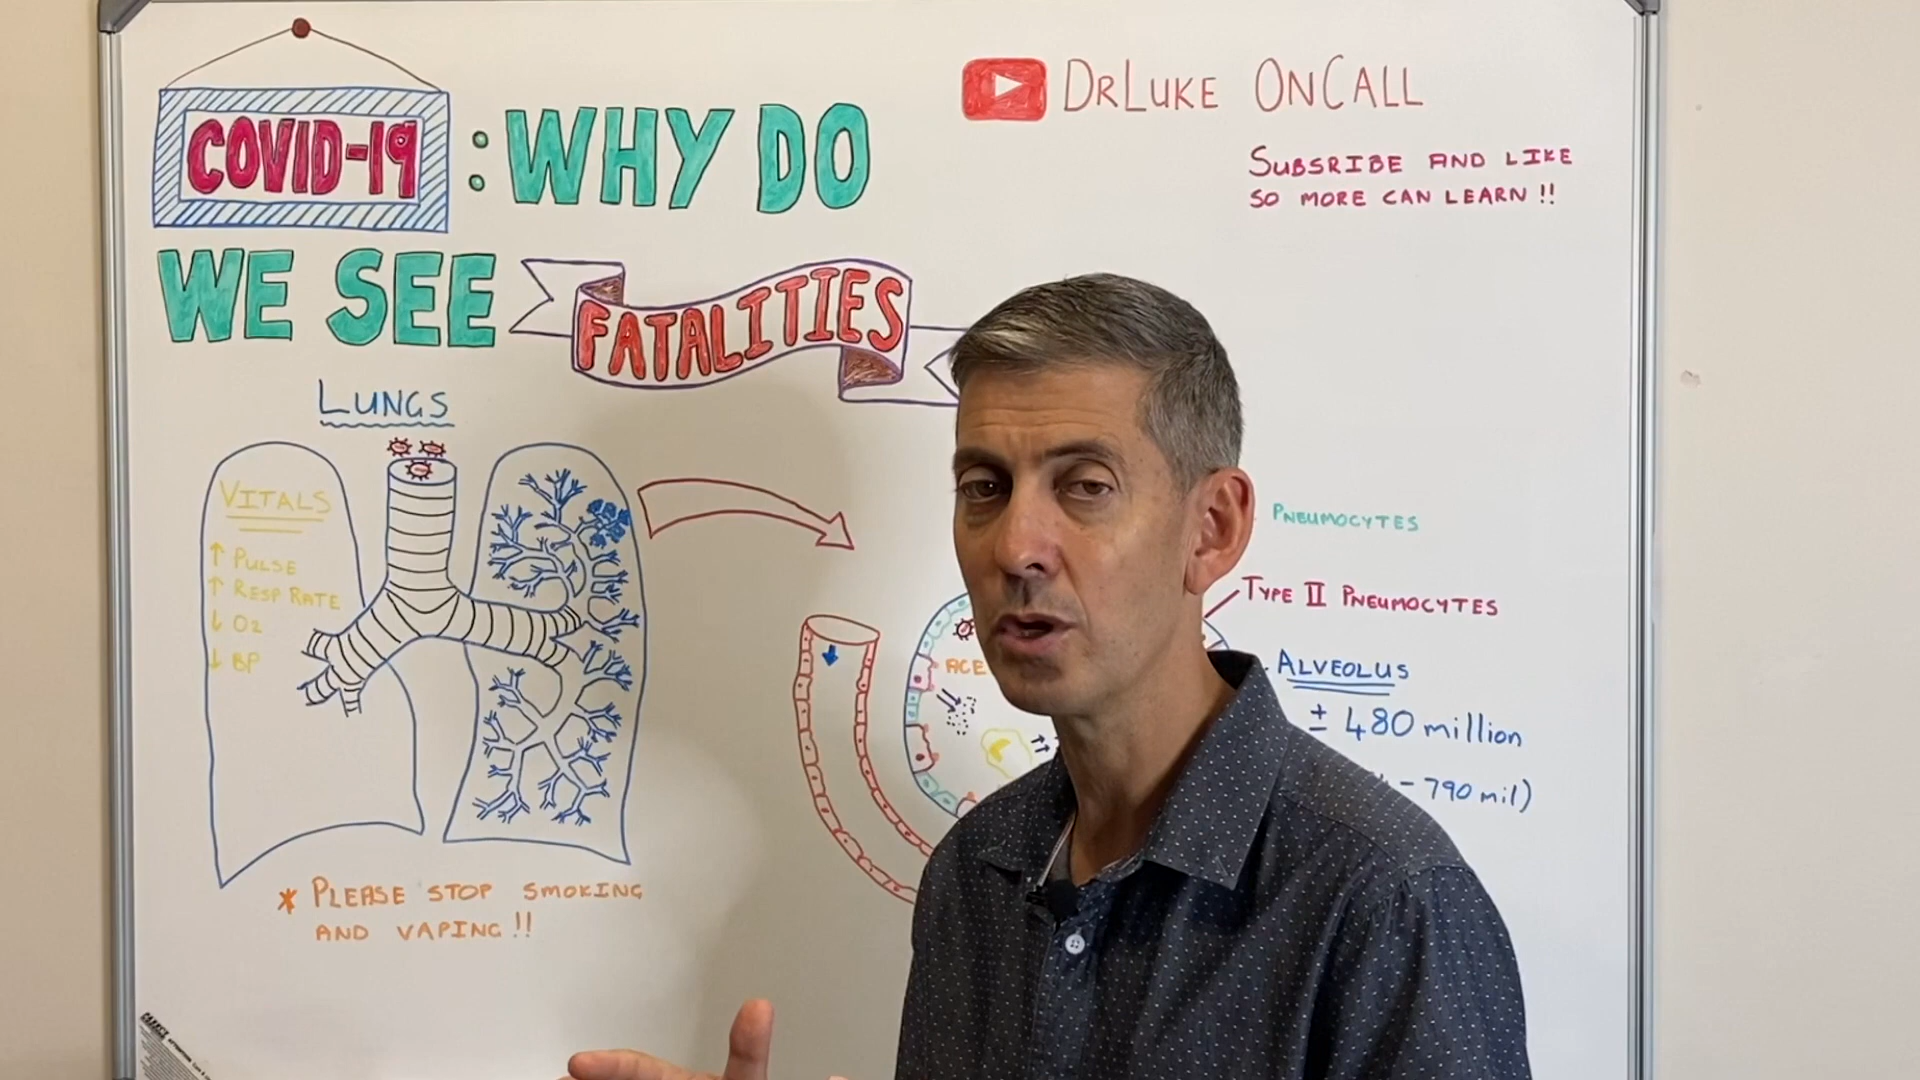 COVID-19 : WHY DO
WE SEE FATALITIES
DRLUKE ONCALL
SUBSRIBE AND LIKE
SO MORE CAN LEARN !!
LUNGS
VITALS
↑ PULSE
↑ RESP RATE
↓ O2
↓ BP
* PLEASE STOP SMOKING
AND VAPING !!
ACE
PNEUMOCYTES
TYPE II PNEUMOCYTES
ALVEOLUS
± 480 million
- 790 mil)